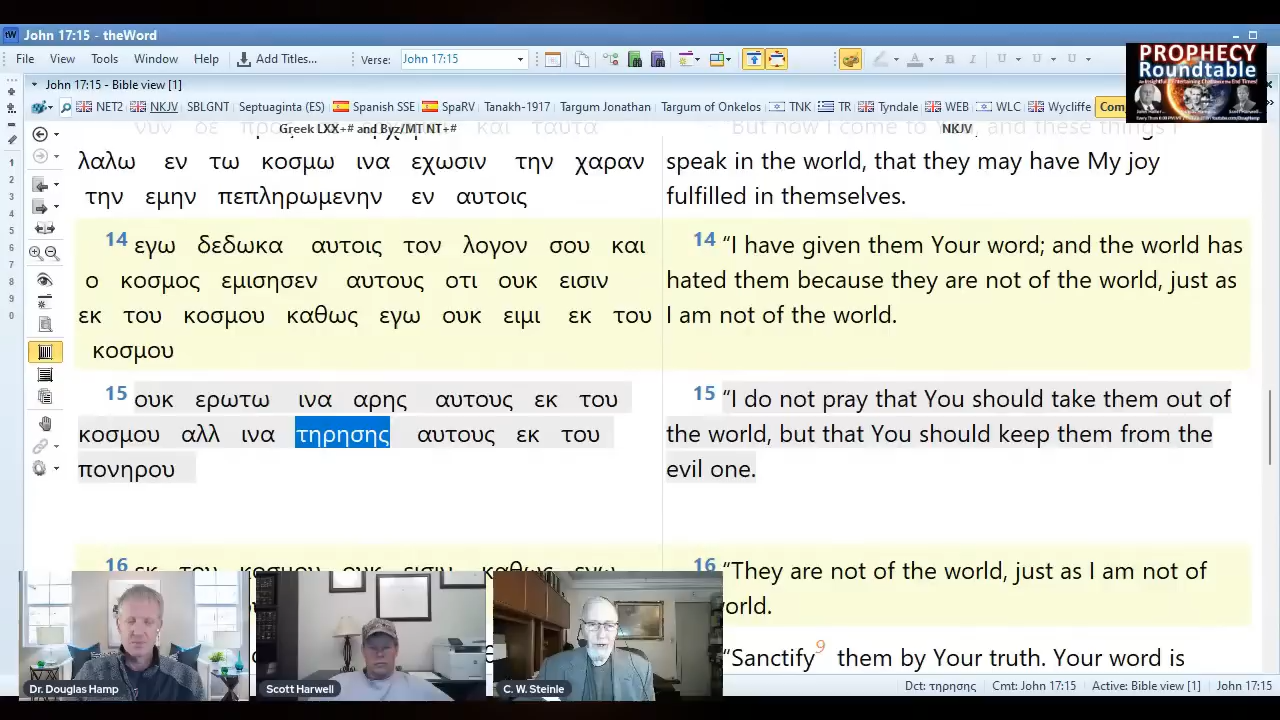 John 17:15 - theWord
File View Tools Window Help Add Titles... Verse: John 17:15
John 17:15 - Bible view [1]
NET2 NKJV SBLGNT Septuaginta (ES) Spanish SSE SparV Tanakh-1917 Targum Jonathan Targum of Onkelos TNK TR Tyndale WEB WLC Wycliffe
PROPHECY
Roundtable
Greek LXX+# and Byz/MT NT+#
λαλω εν τω κοσμω ινα εχωσιν την χαραν
την εμην πεπληρωμενην εν αυτοις
14 εγω δεδωκα αυτοις τον λογον σου και
ο κοσμος εμισησεν αυτους οτι ουκ εισιν
εκ του κοσμου καθως εγω ουκ ειμι εκ του
κοσμου
15 ουκ ερωτω ινα αρης αυτους εκ του
κοσμου αλλ ινα τηρησης αυτους εκ του
πονηρου
16 εκ του κοσμου ουκ εισιν καθως εγω
NKJV
But now I come to You, and these things I
speak in the world, that they may have My joy
fulfilled in themselves.
14 “I have given them Your word; and the world has
hated them because they are not of the world, just as
I am not of the world.
15 “I do not pray that You should take them out of
the world, but that You should keep them from the
evil one.
16 “They are not of the world, just as I am not of
“Sanctify9 them by Your truth. Your word is
Dr. Douglas Hamp
Scott Harwell
C. W. Steinle
Dct: τηρησης Cmt: John 17:15 Active: Bible view [1] John 17:15